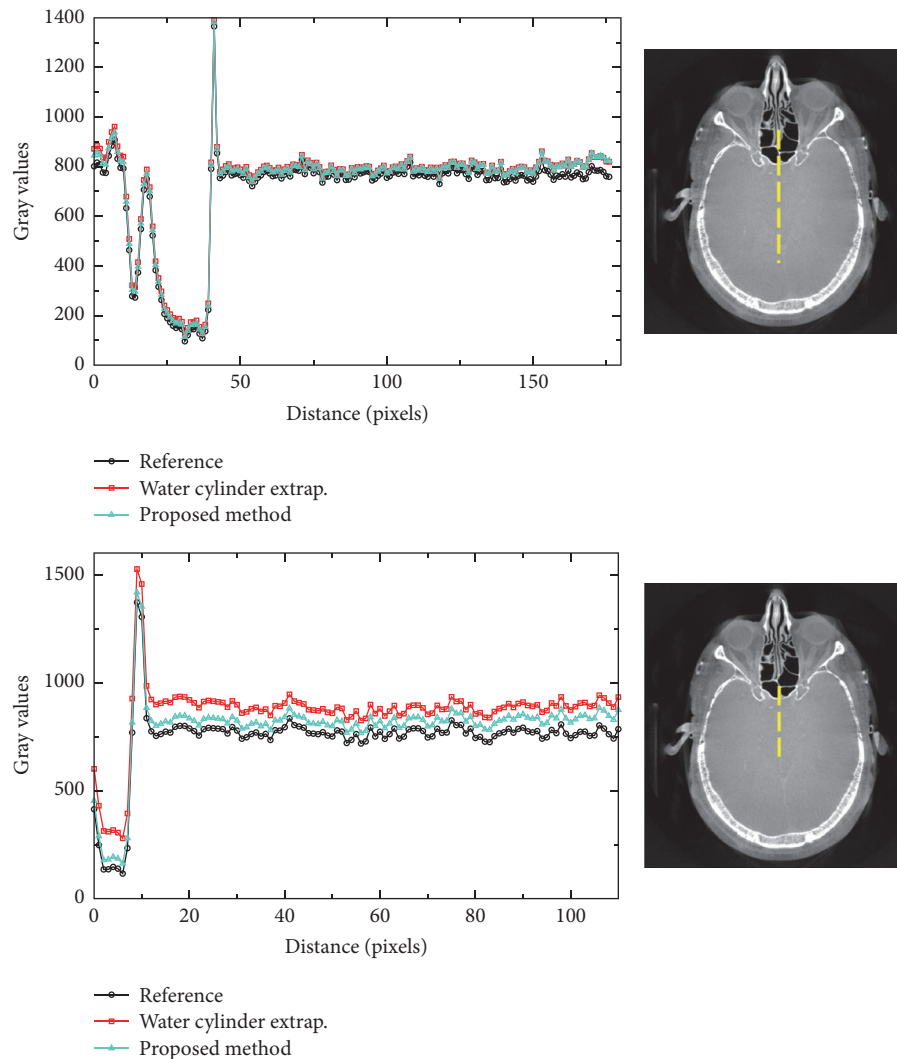 1400
1200
1000
800
600
400
200
0
Gray values
0 50 100 150
Distance (pixels)
Reference
Water cylinder extrap.
Proposed method
1500
1000
500
0
Gray values
0 20 40 60 80 100
Distance (pixels)
Reference
Water cylinder extrap.
Proposed method